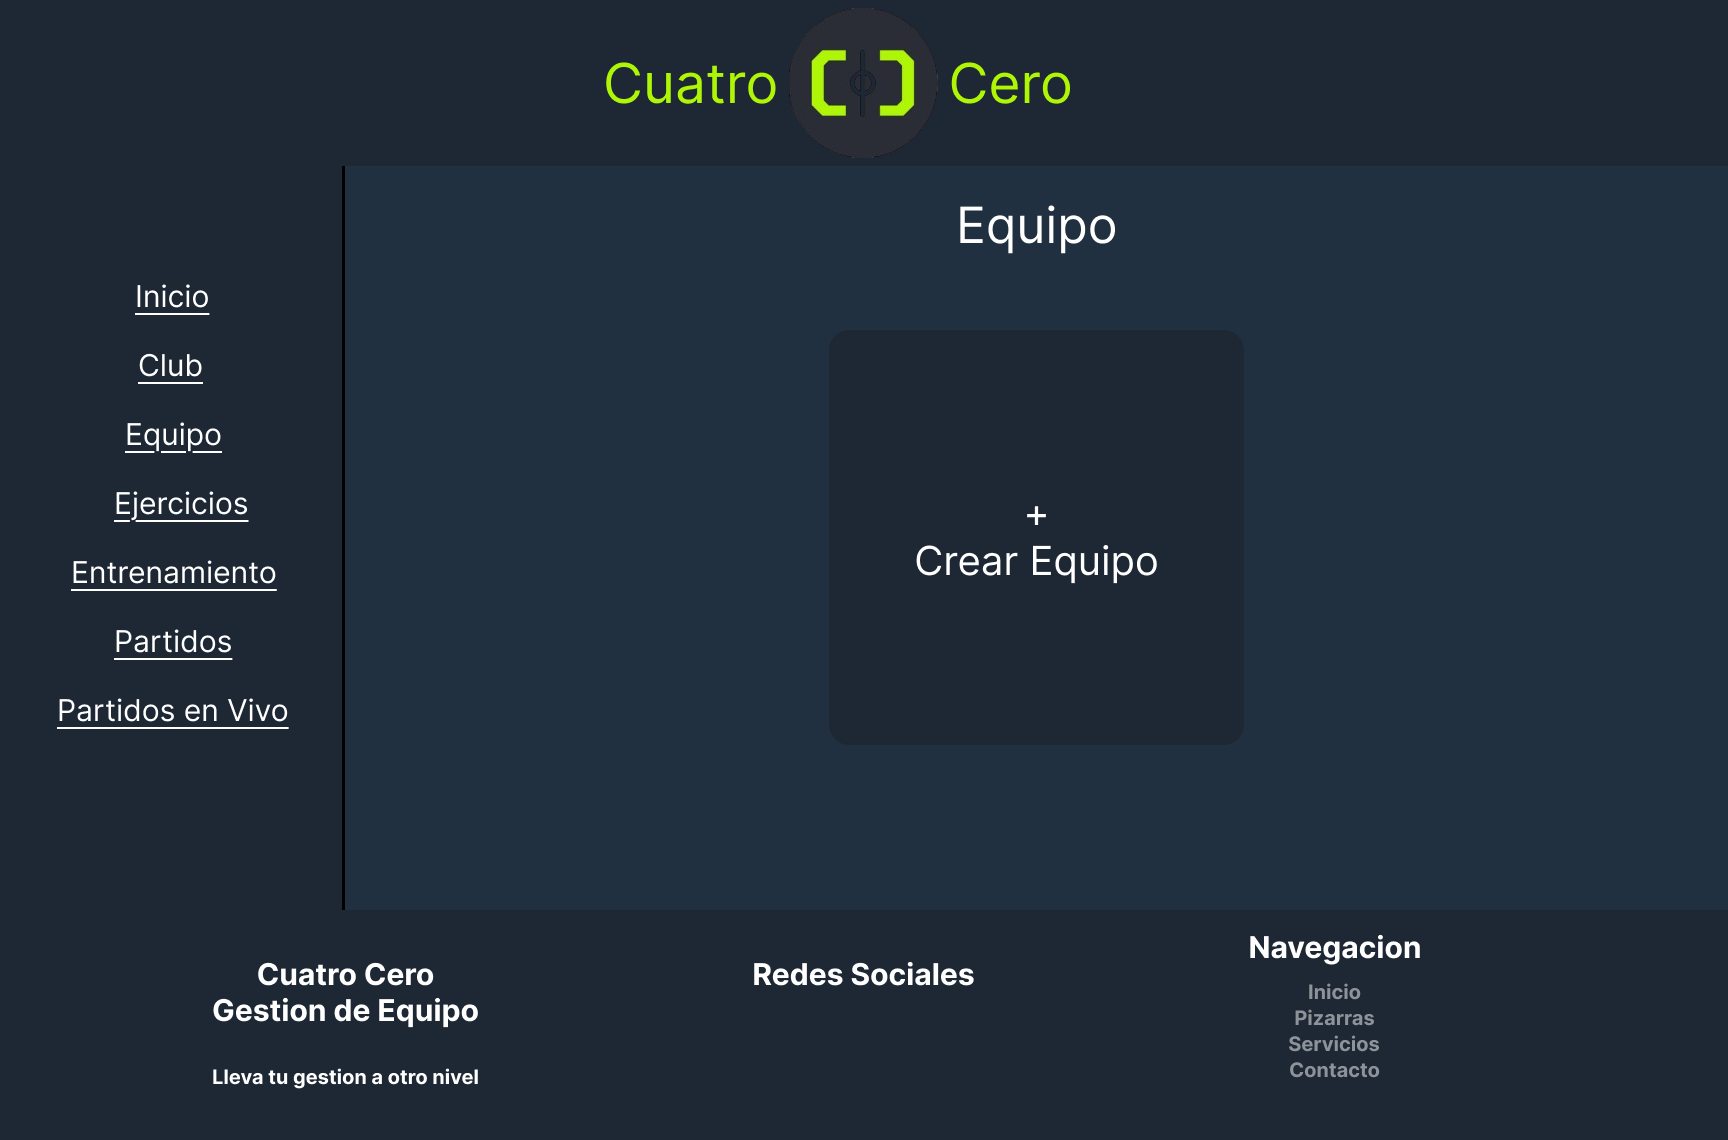 Cuatro Cero
Equipo
Inicio
Club
Equipo
Ejercicios
Entrenamiento
Partidos
Partidos en Vivo
+
Crear Equipo
Cuatro Cero
Gestion de Equipo
Lleva tu gestion a otro nivel
Redes Sociales
Navegacion
Inicio
Pizarras
Servicios
Contacto